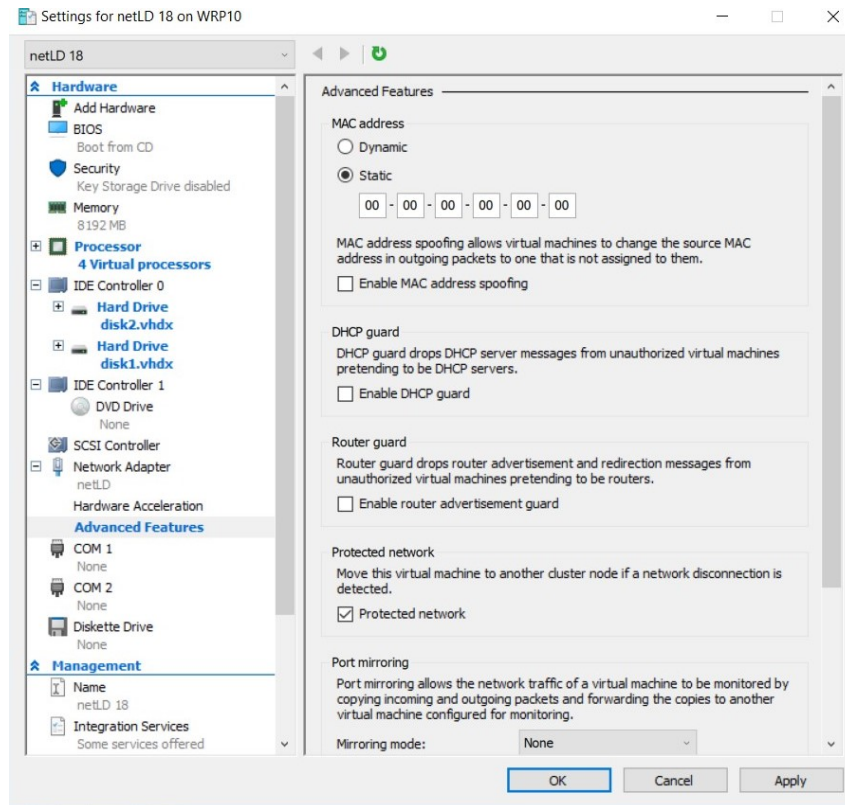 Settings for netLD 18 on WRP10
netLD 18
Hardware
Add Hardware
BIOS
Boot from CD
Security
Key Storage Drive disabled
Memory
8192 MB
Processor
4 Virtual processors
IDE Controller 0
Hard Drive
disk2.vhdx
Hard Drive
disk1.vhdx
IDE Controller 1
DVD Drive
None
SCSI Controller
Network Adapter
netLD
Hardware Acceleration
Advanced Features
COM 1
None
COM 2
None
Diskette Drive
None
Management
Name
netLD 18
Integration Services
Some services offered
Advanced Features
MAC address
Dynamic
Static
00 - 00 - 00 - 00 - 00 - 00
MAC address spoofing allows virtual machines to change the source MAC
address in outgoing packets to one that is not assigned to them.
Enable MAC address spoofing
DHCP guard
DHCP guard drops DHCP server messages from unauthorized virtual machines
pretending to be DHCP servers.
Enable DHCP guard
Router guard
Router guard drops router advertisement and redirection messages from
unauthorized virtual machines pretending to be routers.
Enable router advertisement guard
Protected network
Move this virtual machine to another cluster node if a network disconnection is
detected.
Protected network
Port mirroring
Port mirroring allows the network traffic of a virtual machine to be monitored by
copying incoming and outgoing packets and forwarding the copies to another
virtual machine configured for monitoring.
Mirroring mode: None
OK Cancel Apply